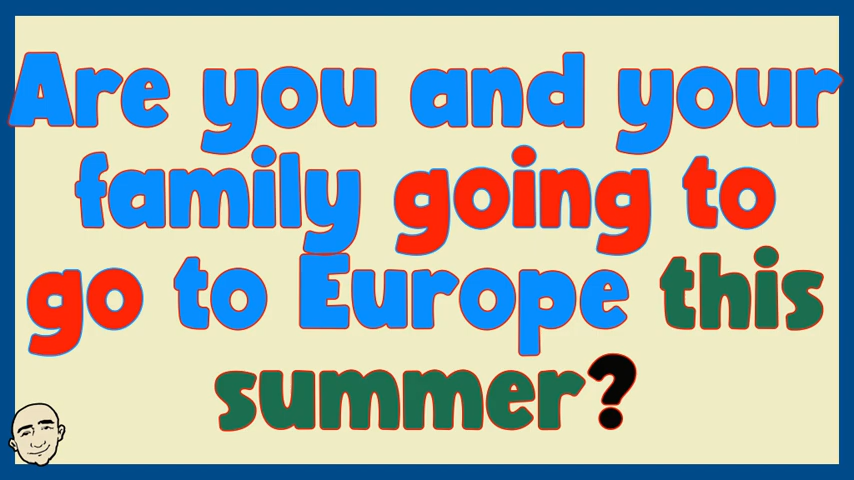 Are you and your
family going to
go to Europe this
summer?